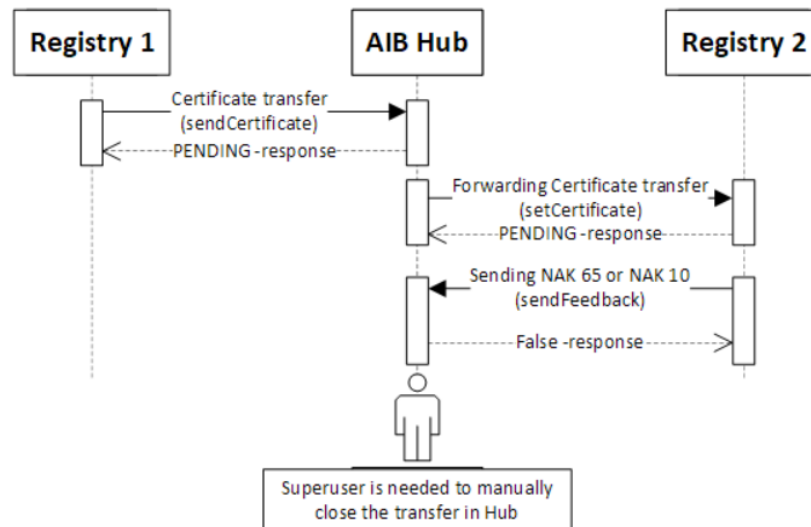 Registry 1
AIB Hub
Registry 2
Certificate transfer
(sendCertificate)
PENDING -response
Forwarding Certificate transfer
(setCertificate)
PENDING -response
Sending NAK 65 or NAK 10
(sendFeedback)
False -response
Superuser is needed to manually
close the transfer in Hub